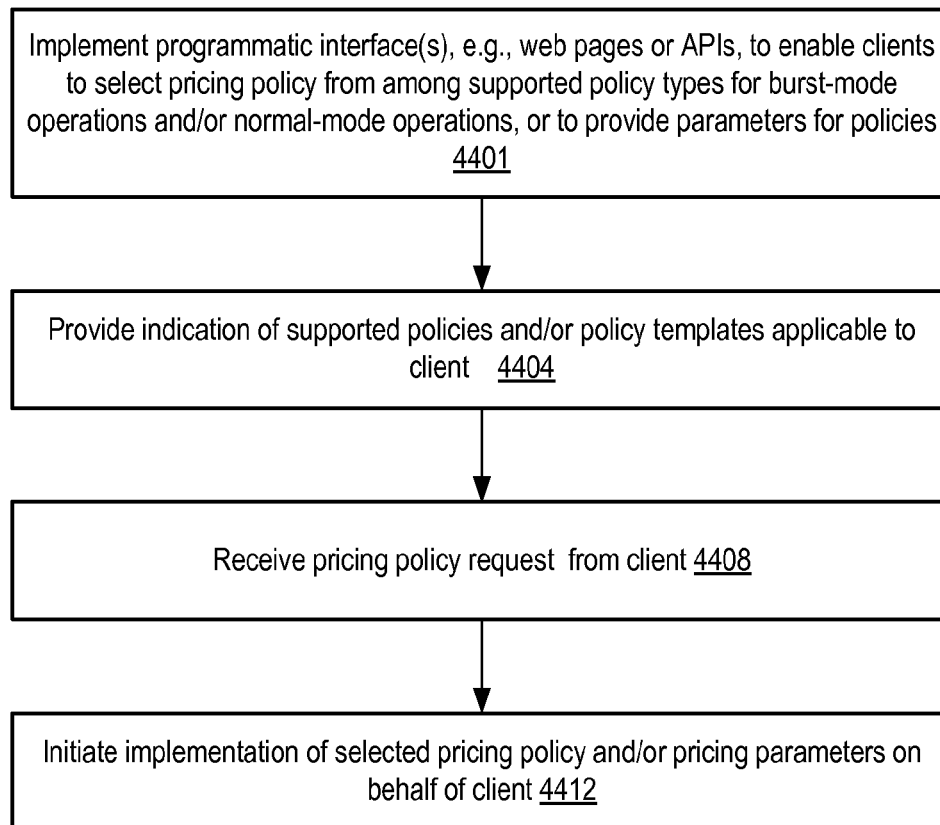 Implement programmatic interface(s), e.g., web pages or APIs, to enable clients
to select pricing policy from among supported policy types for burst-mode
operations and/or normal-mode operations, or to provide parameters for policies
4401
Provide indication of supported policies and/or policy templates applicable to
client 4404
Receive pricing policy request from client 4408
Initiate implementation of selected pricing policy and/or pricing parameters on
behalf of client 4412